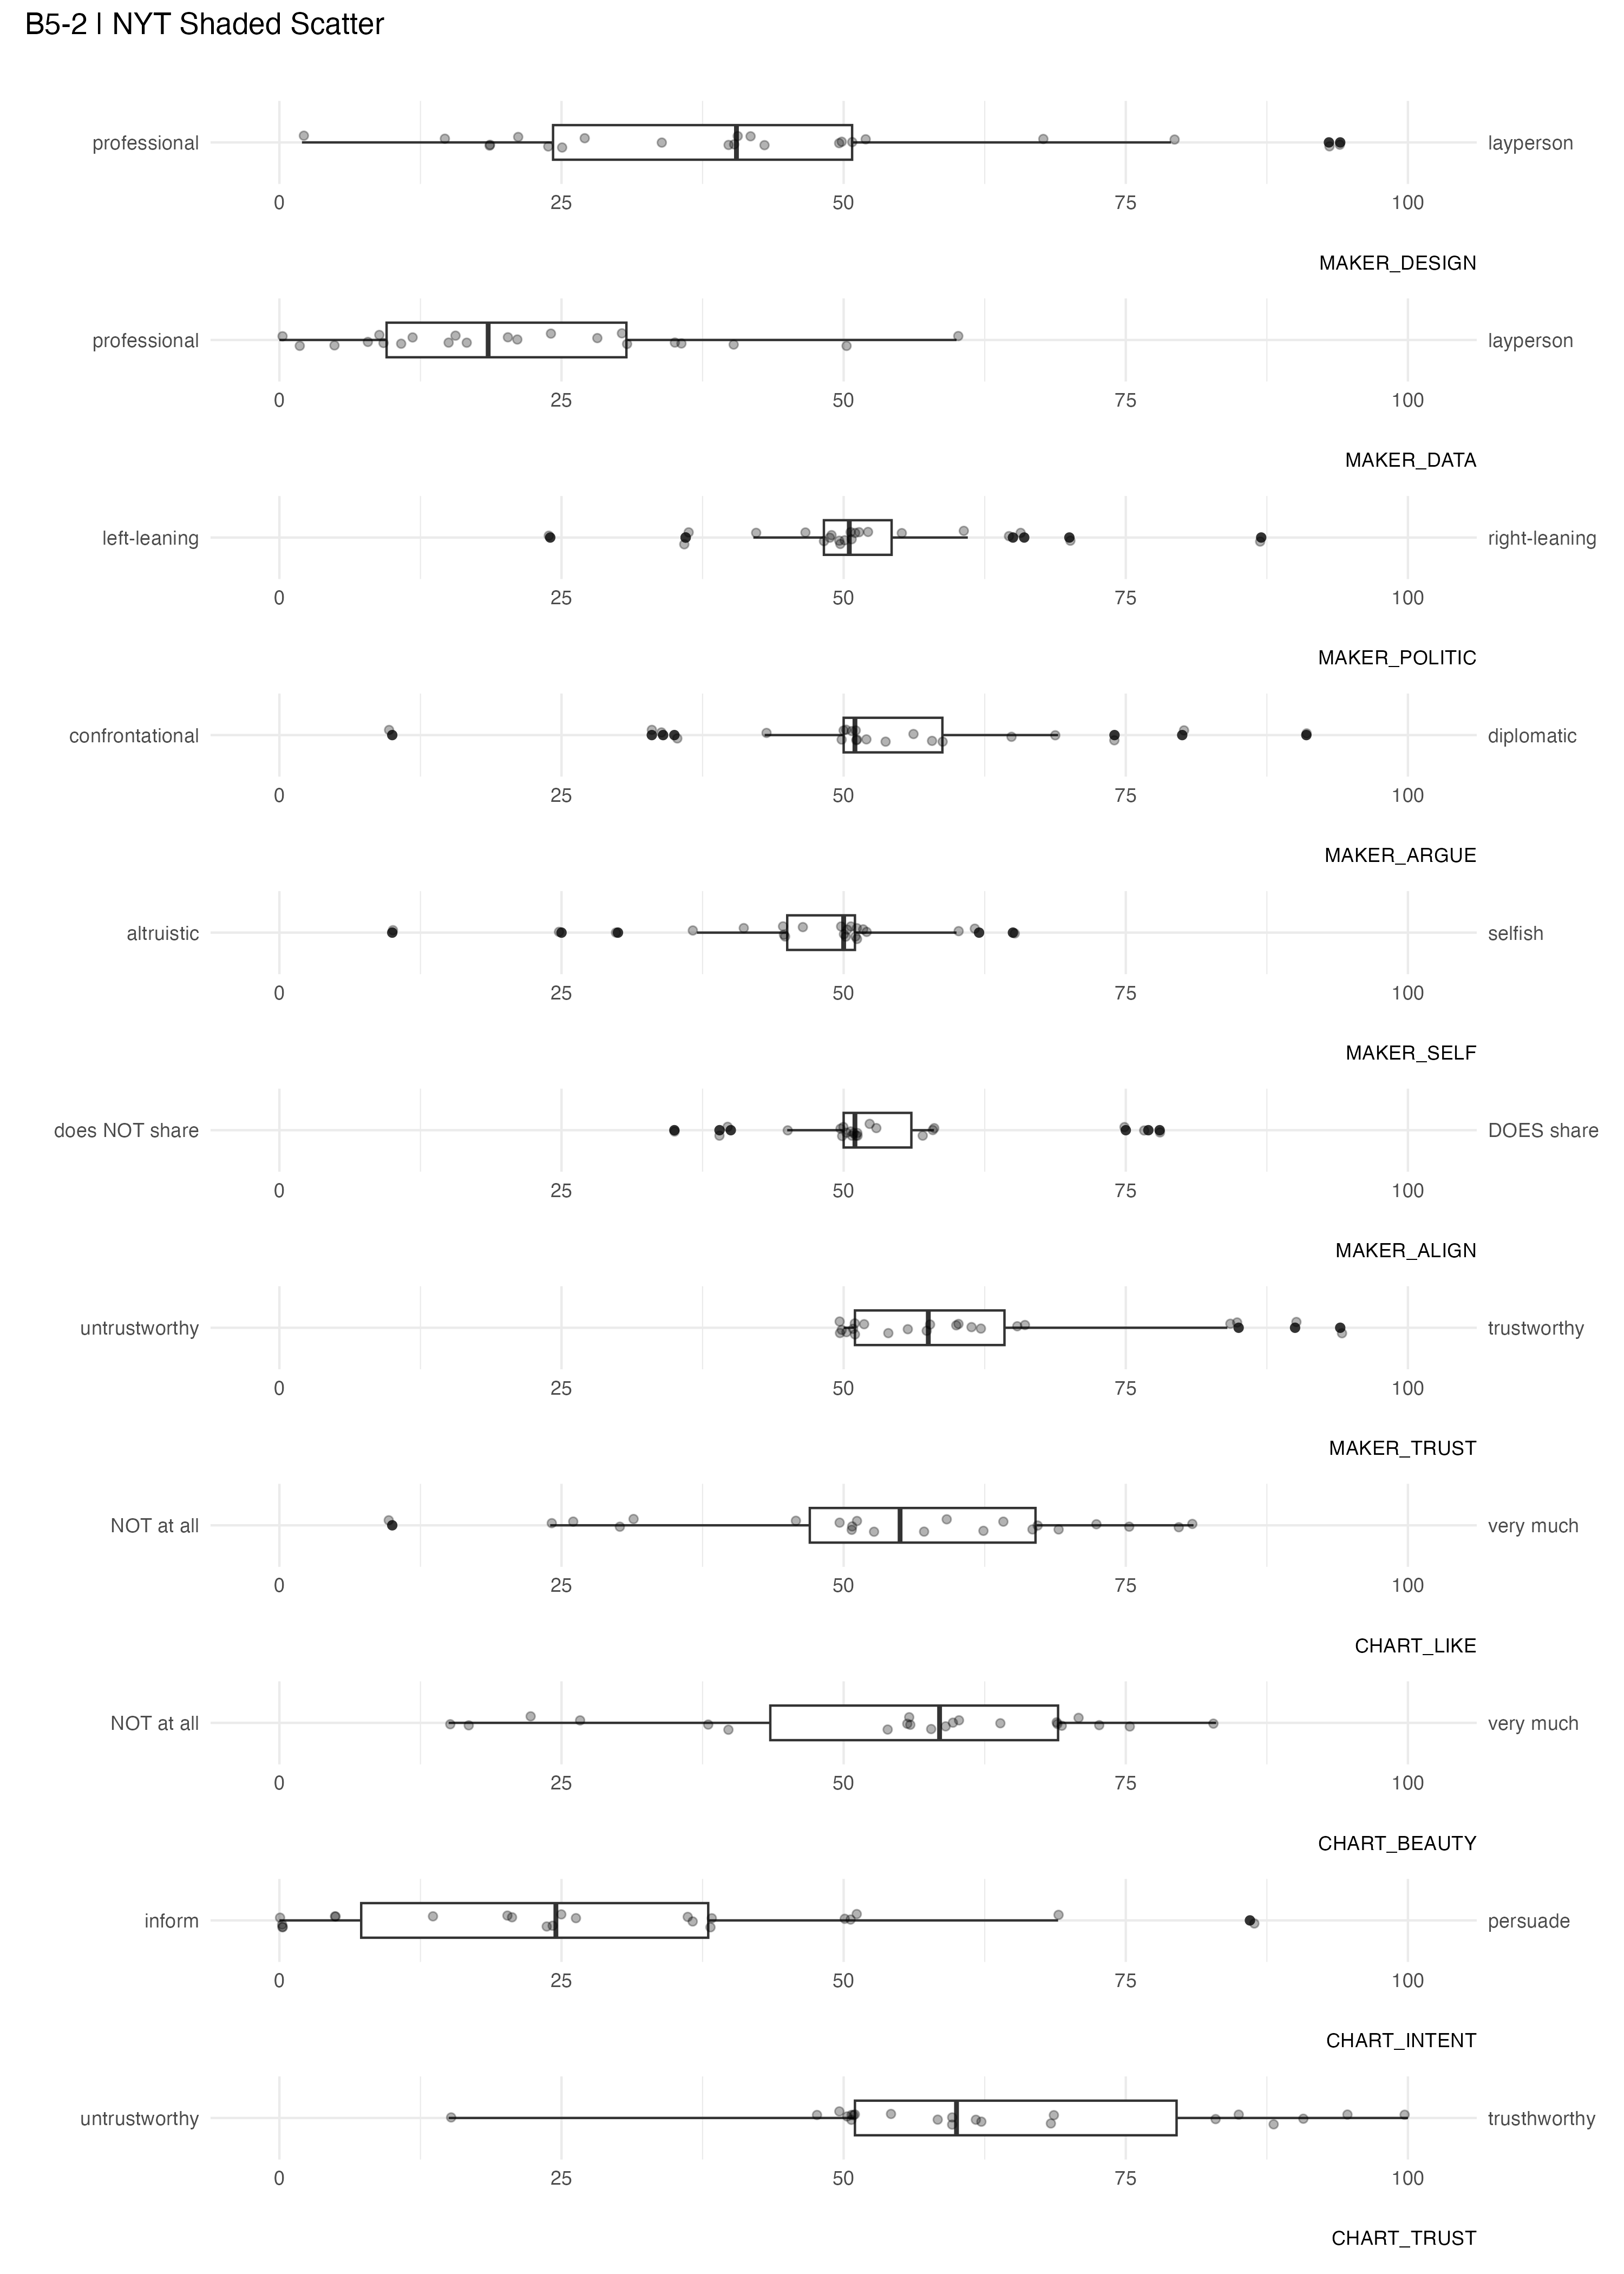 B5-2 | NYT Shaded Scatter
professional layperson
0 25 50 75 100
MAKER_DESIGN
professional layperson
0 25 50 75 100
MAKER_DATA
left-leaning right-leaning
0 25 50 75 100
MAKER_POLITIC
confrontational diplomatic
0 25 50 75 100
MAKER_ARGUE
altruistic selfish
0 25 50 75 100
MAKER_SELF
does NOT share DOES share
0 25 50 75 100
MAKER_ALIGN
untrustworthy trustworthy
0 25 50 75 100
MAKER_TRUST
NOT at all very much
0 25 50 75 100
CHART_LIKE
NOT at all very much
0 25 50 75 100
CHART_BEAUTY
inform persuade
0 25 50 75 100
CHART_INTENT
untrustworthy trusthworthy
0 25 50 75 100
CHART_TRUST